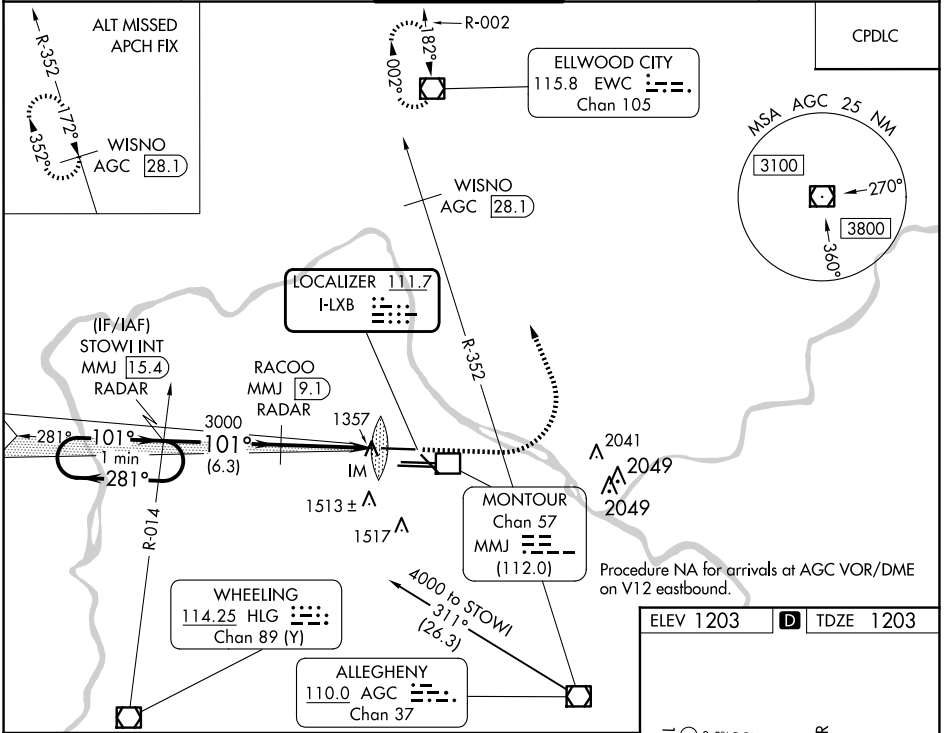 ALT MISSED
APCH FIX
R-352
172°
352°
WISNO
AGC 28.1
R-002
182°
002°
ELLWOOD CITY
115.8 EWC
Chan 105
CPDLC
MSA AGC 25 NM
3100
270°
3800
360°
WISNO
AGC 28.1
LOCALIZER 111.7
I-LXB
R-352
(IF/IAF)
STOWI INT
MMJ 15.4
RADAR
RACOO
MMJ 9.1
RADAR
3000
1357
281°
101°
101°
1 min
(6.3)
281°
IM
R-014
1513 ±
1517
2041
2049
2049
MONTOUR
Chan 57
MMJ
(112.0)
Procedure NA for arrivals at AGC VOR/DME
on V12 eastbound.
4000 to STOWI
311°
(26.3)
WHEELING
114.25 HLG
Chan 89 (Y)
ALLEGHENY
110.0 AGC
Chan 37
ELEV 1203 D TDZE 1203